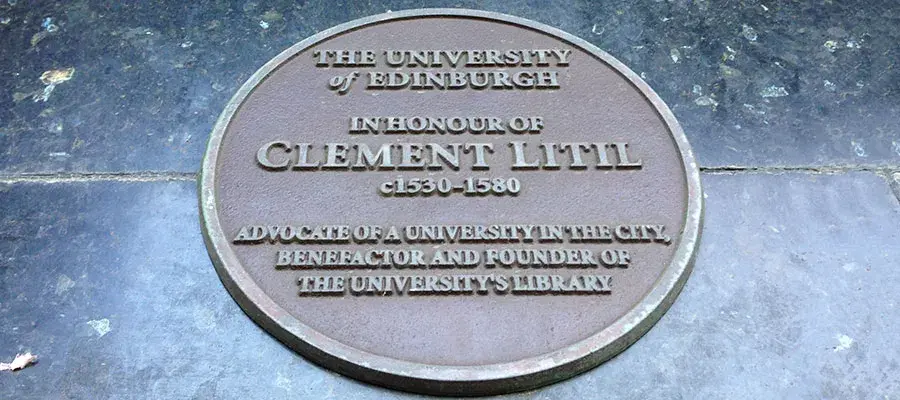 THE UNIVERSITY
of EDINBURGH
IN HONOUR OF
CLEMENT LITIL
c1530-1580
ADVOCATE OF A UNIVERSITY IN THE CITY,
BENEFACTOR AND FOUNDER OF
THE UNIVERSITY'S LIBRARY